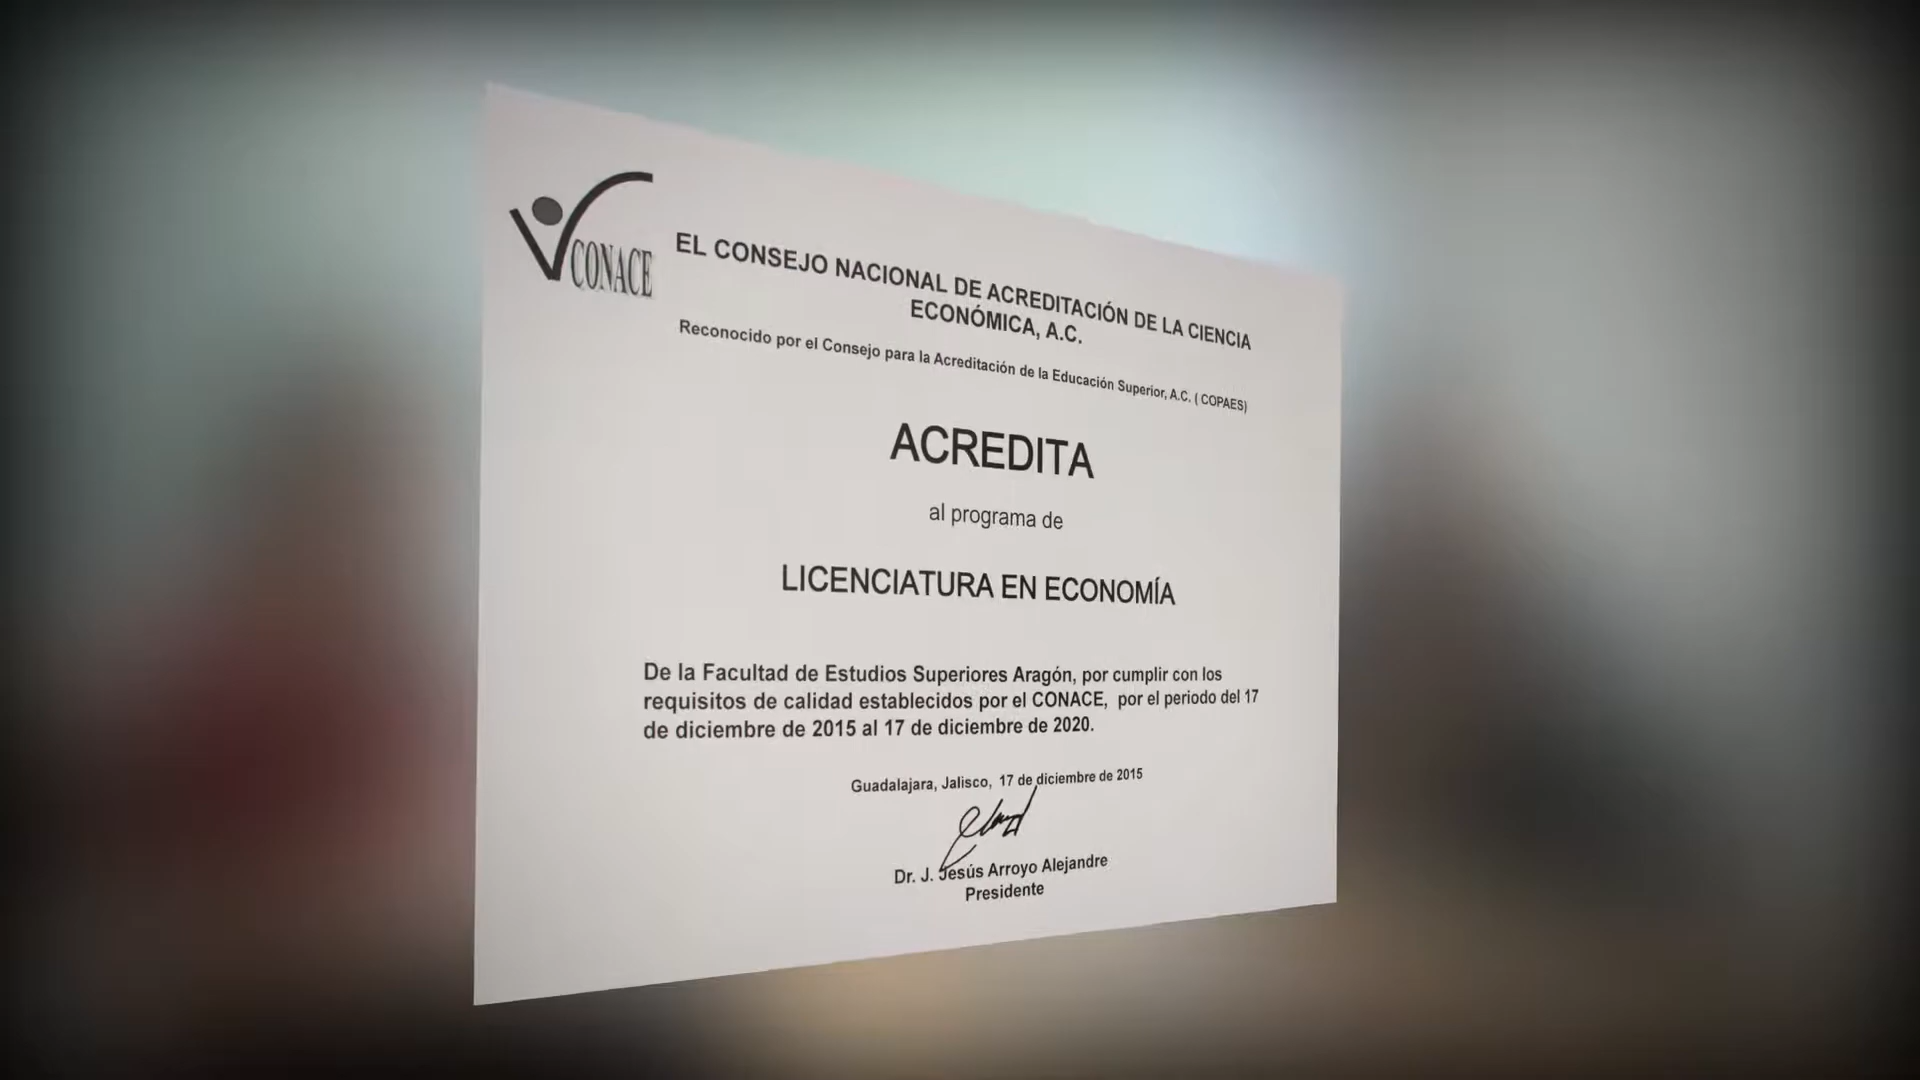 CONACE
EL CONSEJO NACIONAL DE ACREDITACIÓN DE LA CIENCIA
ECONÓMICA, A.C.
Reconocido por el Consejo para la Acreditación de la Educación Superior, A.C. ( COPAES)
ACREDITA
al programa de
LICENCIATURA EN ECONOMÍA
De la Facultad de Estudios Superiores Aragón, por cumplir con los
requisitos de calidad establecidos por el CONACE, por el periodo del 17
de diciembre de 2015 al 17 de diciembre de 2020.
Guadalajara, Jalisco, 17 de diciembre de 2015
Dr. J. Jesús Arroyo Alejandre
Presidente